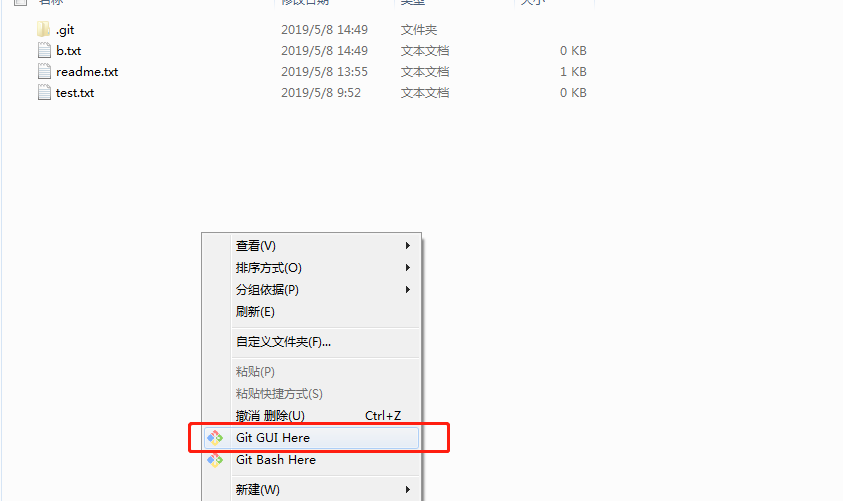 名称 修改日期 类型 大小
.git 2019/5/8 14:49 文件夹
b.txt 2019/5/8 14:49 文本文档 0 KB
readme.txt 2019/5/8 13:55 文本文档 1 KB
test.txt 2019/5/8 9:52 文本文档 0 KB
查看(V)
排序方式(O)
分组依据(P)
刷新(E)
自定义文件夹(F)...
粘贴(P)
粘贴快捷方式(S)
撤消 删除(U) Ctrl+Z
Git GUI Here
Git Bash Here
新建(W)